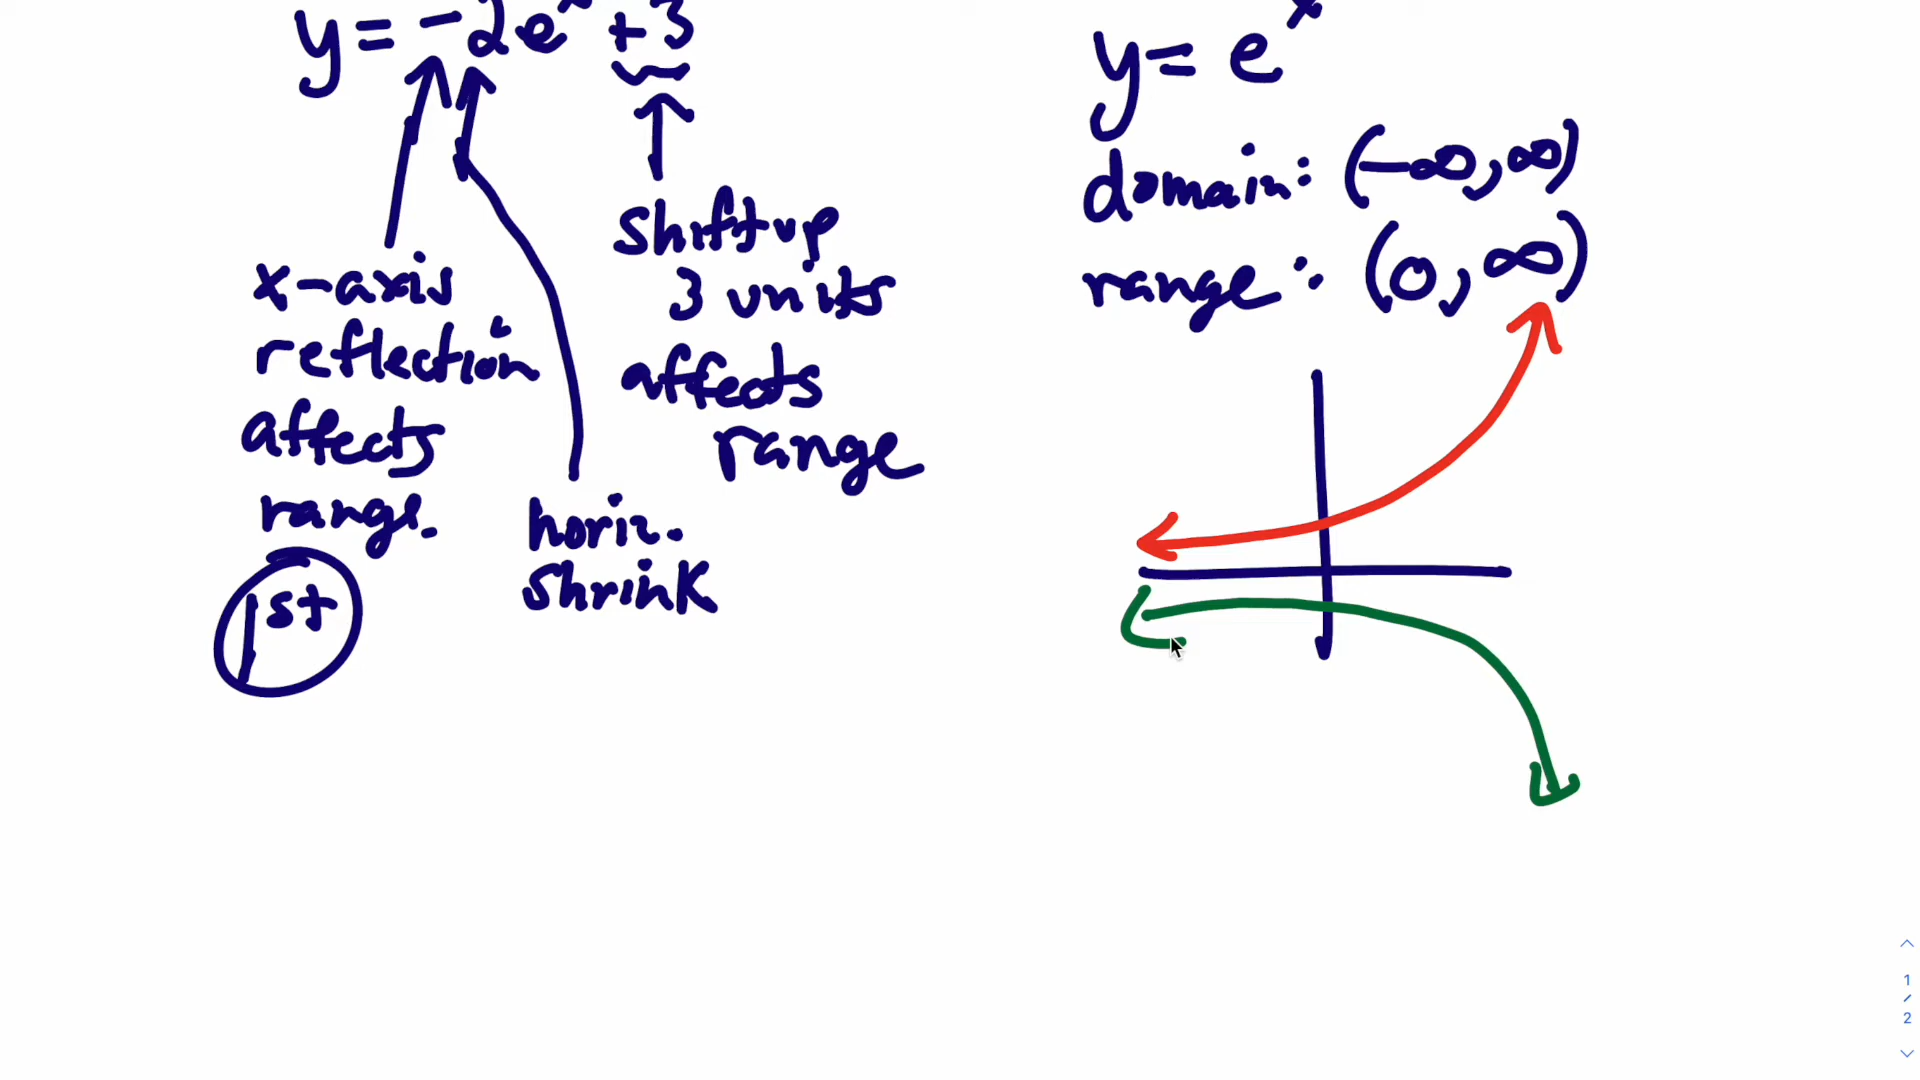 y = -2e^x + 3
x-axis
reflection
affects
range.
1st
horiz.
shrink
shift up
3 units
affects
range
y = e^x
domain: (-∞, ∞)
range: (0, ∞)
1
/
2